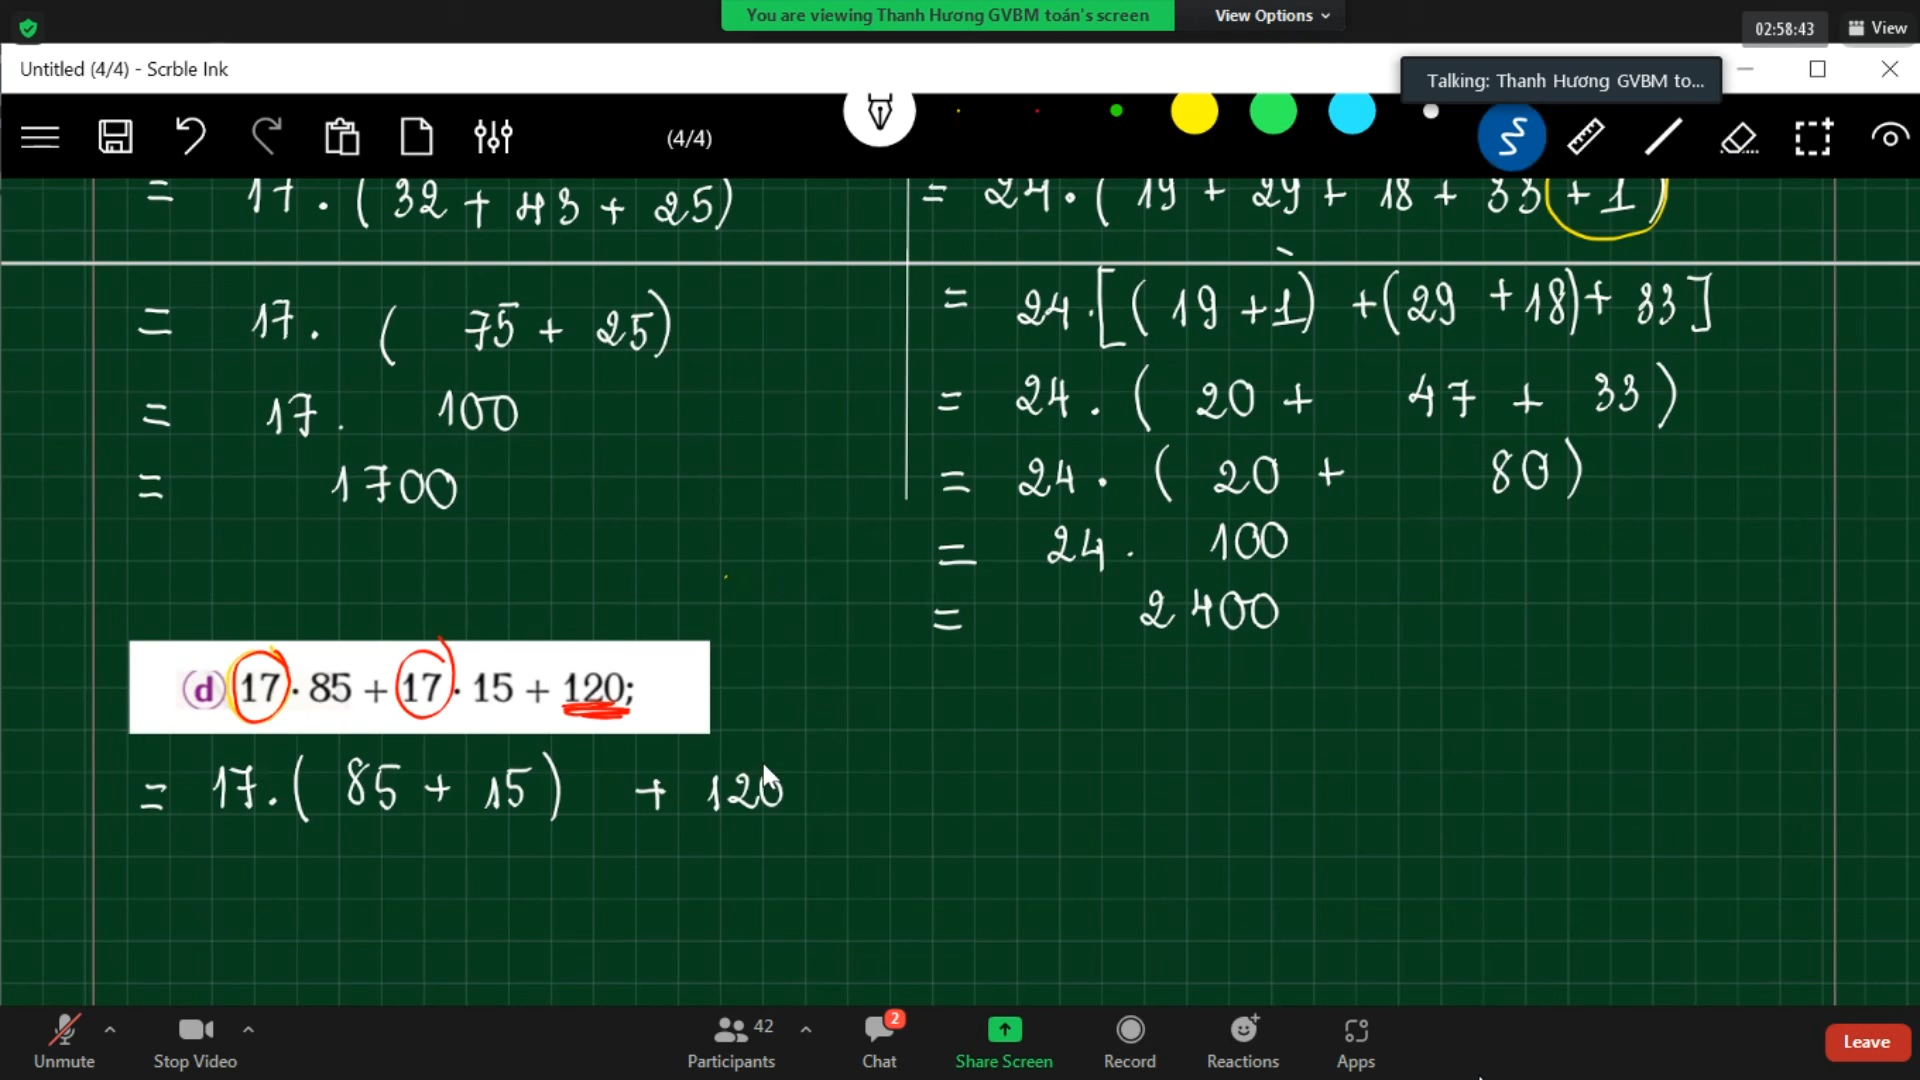 You are viewing Thanh Hương GVBM toán's screen
View Options
02:58:43
View
Untitled (4/4) - Scrble Ink
Talking: Thanh Hương GVBM to...
(4/4)
= 17 . ( 32 + 43 + 25)
= 17. ( 75 + 25)
= 17. 100
= 1700
= 24.( 19 + 29 + 18 + 33 + 1 )
= 24.[( 19 +1) +(29 +18)+ 33]
= 24. ( 20 + 47 + 33 )
= 24. ( 20 + 80)
= 24. 100
= 2400
(d) 17 · 85 + 17 · 15 + 120;
= 17.( 85 + 15) + 120
Unmute
Stop Video
42
Participants
2
Chat
Share Screen
Record
Reactions
Apps
Leave